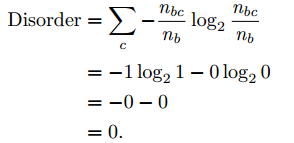 Disorder = ∑_c −(n_bc/n_b) log₂ (n_bc/n_b)
= −1 log₂ 1 − 0 log₂ 0
= −0 − 0
= 0.